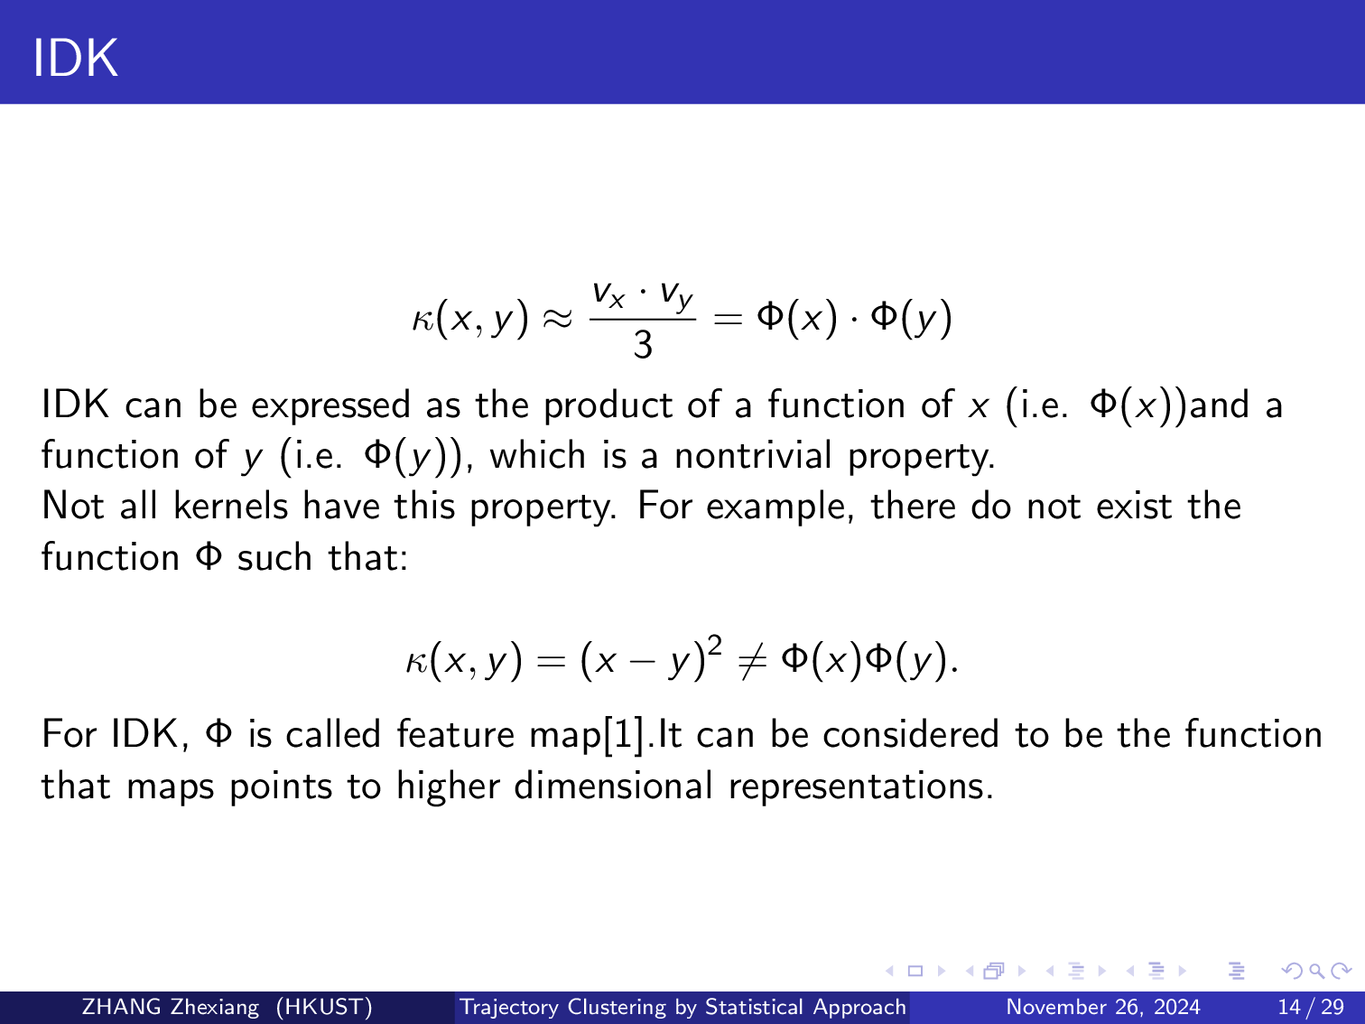 IDK
κ(x, y) ≈ v_x · v_y / 3 = Φ(x) · Φ(y)
IDK can be expressed as the product of a function of x (i.e. Φ(x))and a
function of y (i.e. Φ(y)), which is a nontrivial property.
Not all kernels have this property. For example, there do not exist the
function Φ such that:
κ(x, y) = (x − y)² ≠ Φ(x)Φ(y).
For IDK, Φ is called feature map[1].It can be considered to be the function
that maps points to higher dimensional representations.
ZHANG Zhexiang (HKUST) Trajectory Clustering by Statistical Approach November 26, 2024 14 / 29